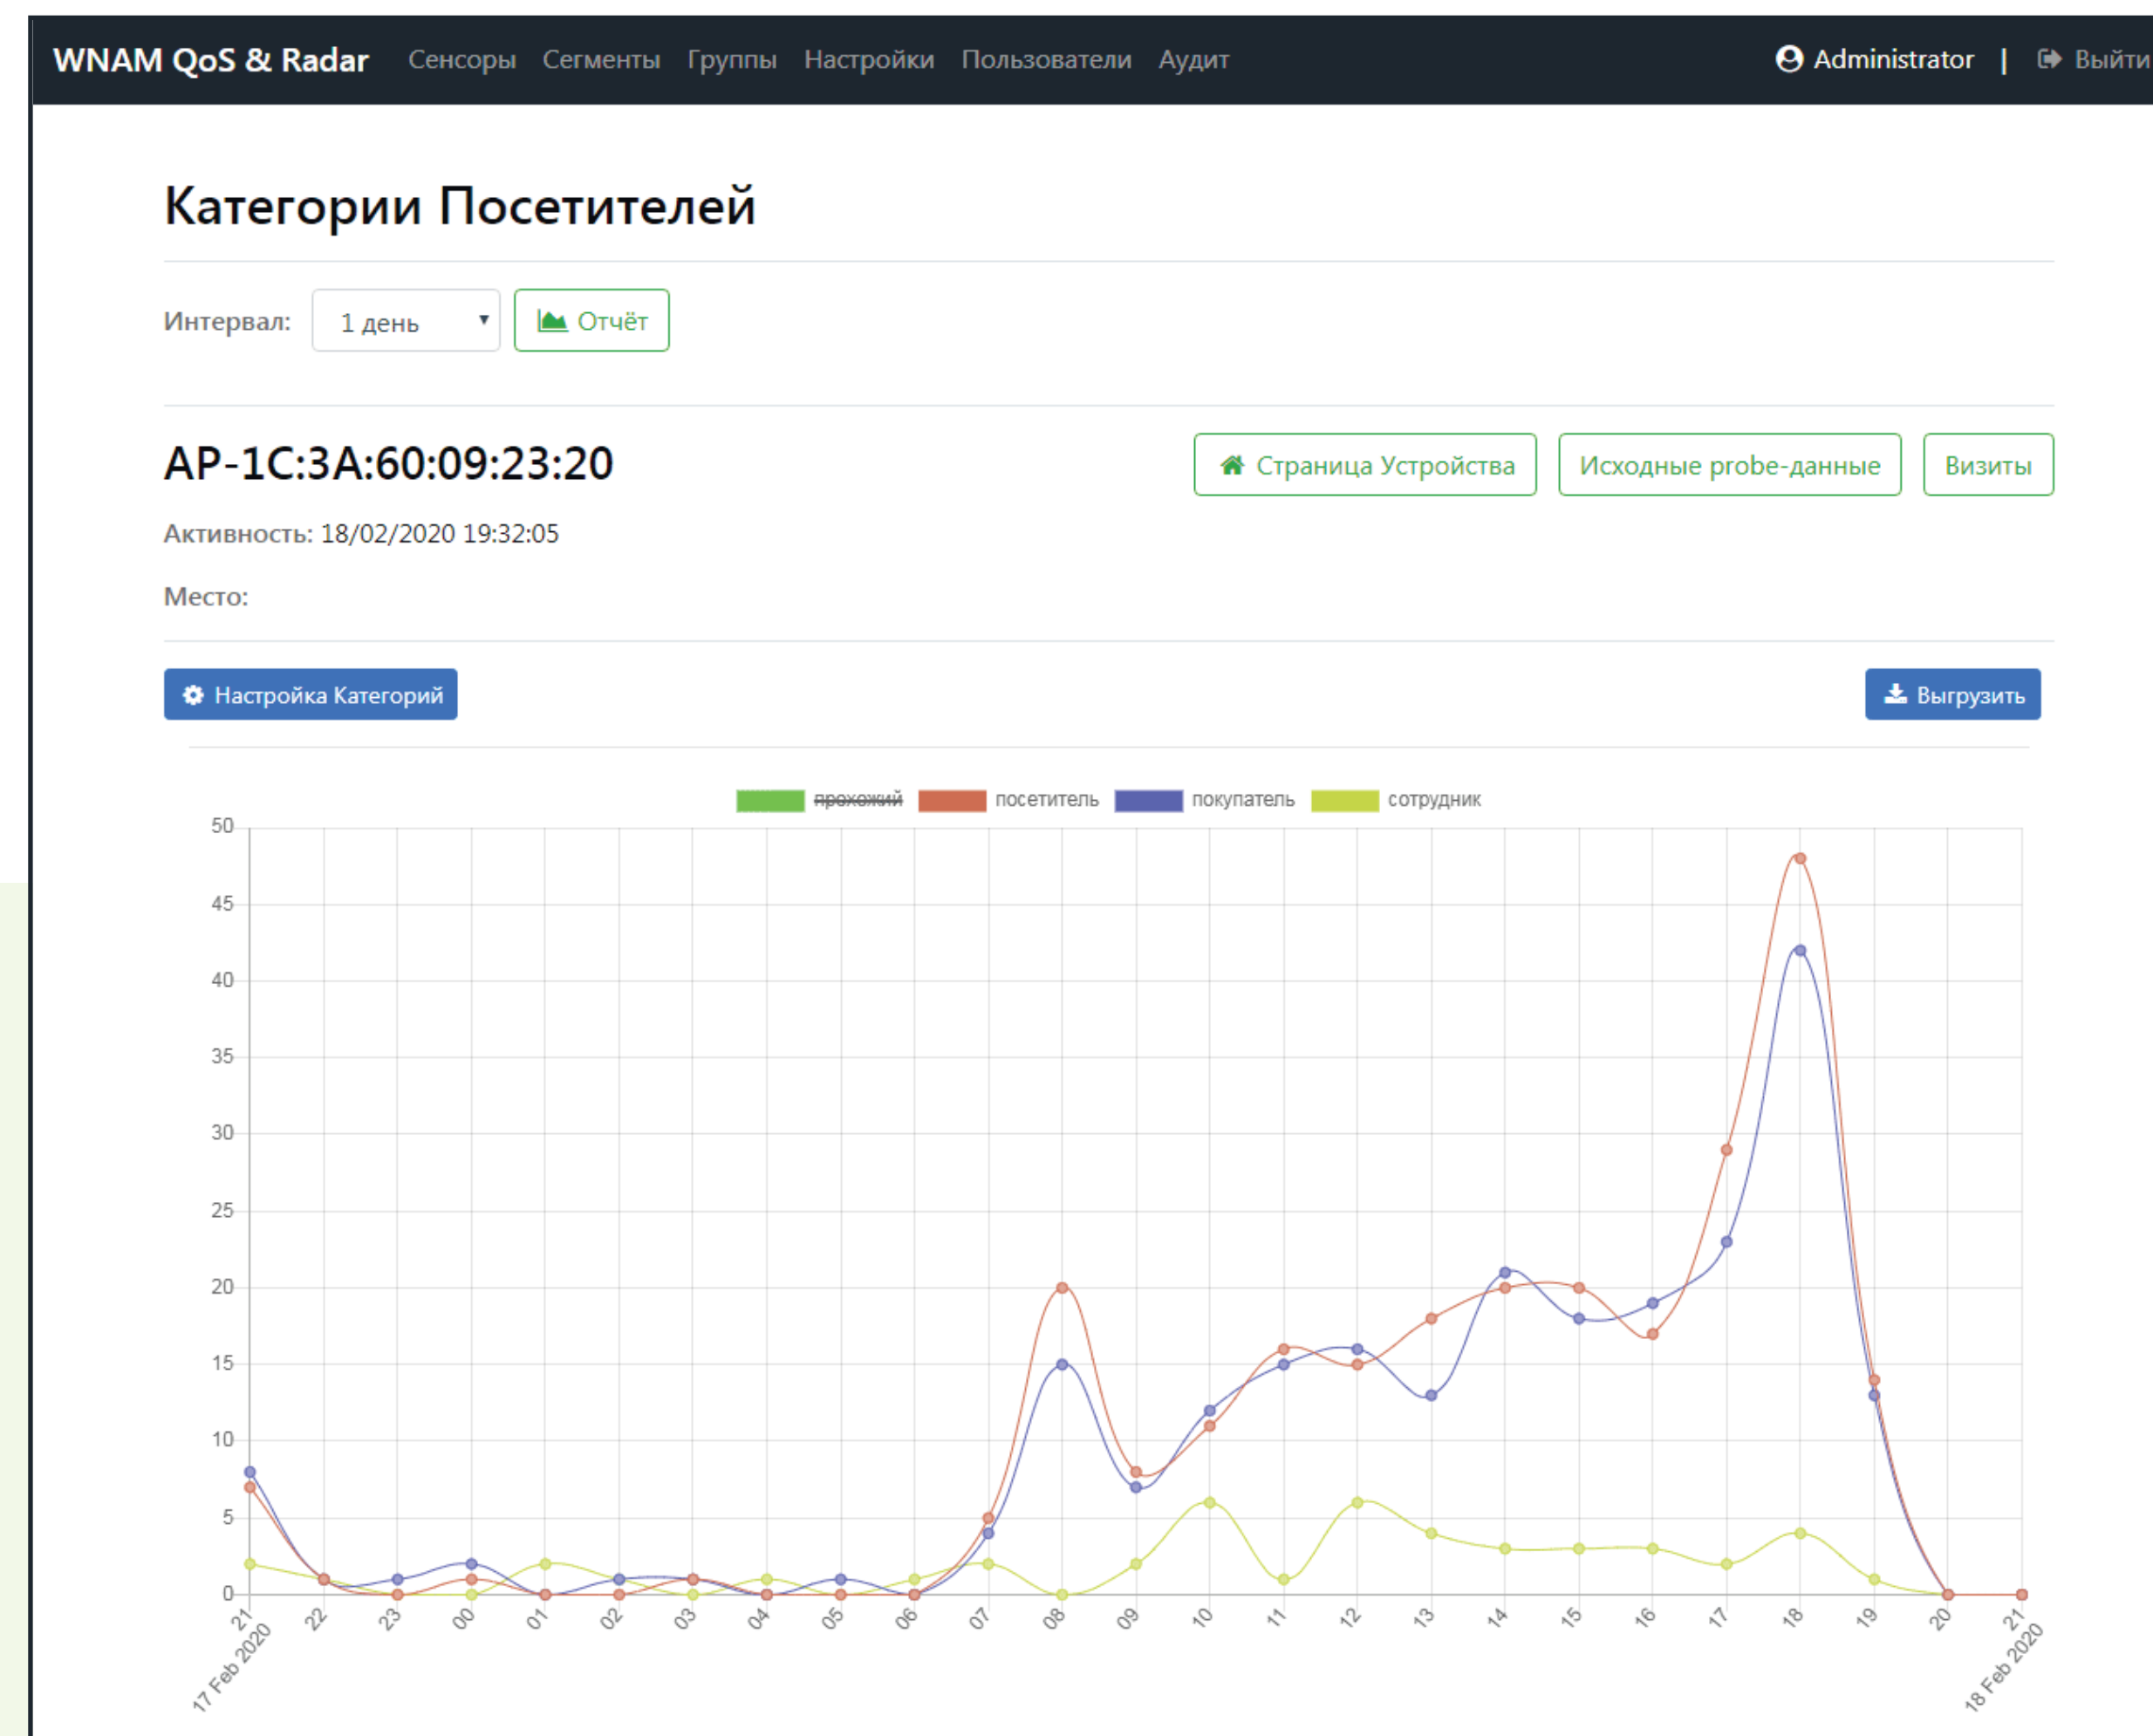 WNAM QoS & Radar Сенсоры Сегменты Группы Настройки Пользователи Аудит Administrator | Выйти
Категории Посетителей
Интервал: 1 день Отчёт
AP-1C:3A:60:09:23:20 Страница Устройства Исходные probe-данные Визиты
Активность: 18/02/2020 19:32:05
Место:
Настройка Категорий Выгрузить
прохожий посетитель покупатель сотрудник
50
45
40
35
30
25
20
15
10
5
0
21 22 23 00 01 02 03 04 05 06 07 08 09 10 11 12 13 14 15 16 17 18 19 20 21
17 Feb 2020 18 Feb 2020